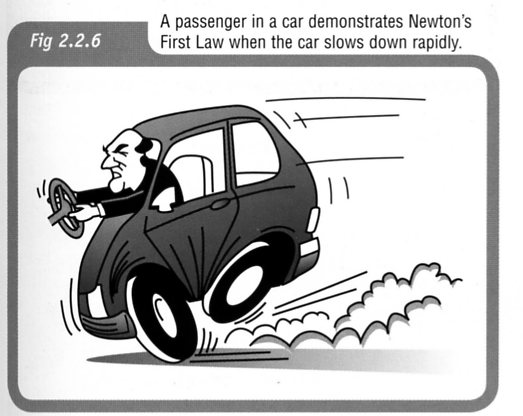 Fig 2.2.6
A passenger in a car demonstrates Newton's
First Law when the car slows down rapidly.